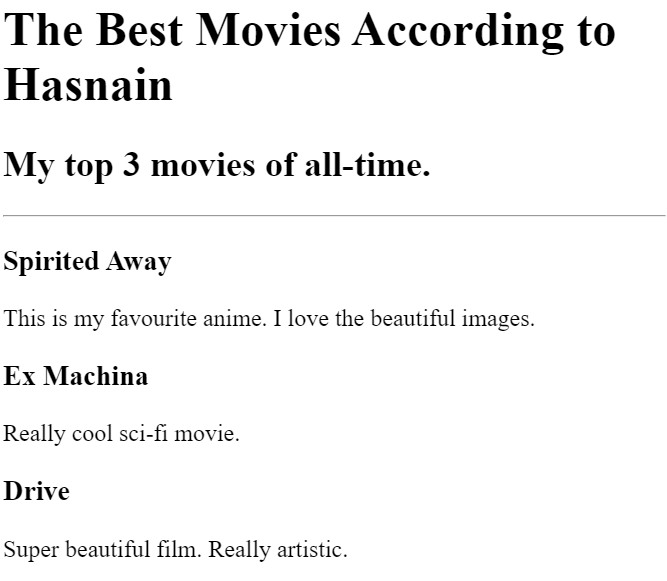 The Best Movies According to
Hasnain
My top 3 movies of all-time.
Spirited Away
This is my favourite anime. I love the beautiful images.
Ex Machina
Really cool sci-fi movie.
Drive
Super beautiful film. Really artistic.